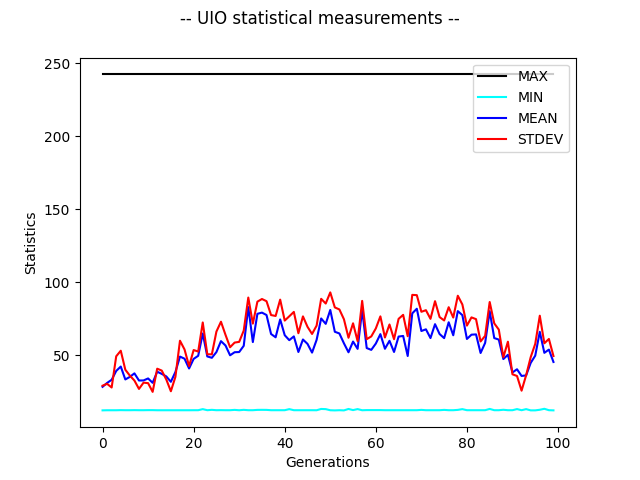 -- UIO statistical measurements --
250
200
150
100
50
Statistics
MAX
MIN
MEAN
STDEV
0 20 40 60 80 100
Generations